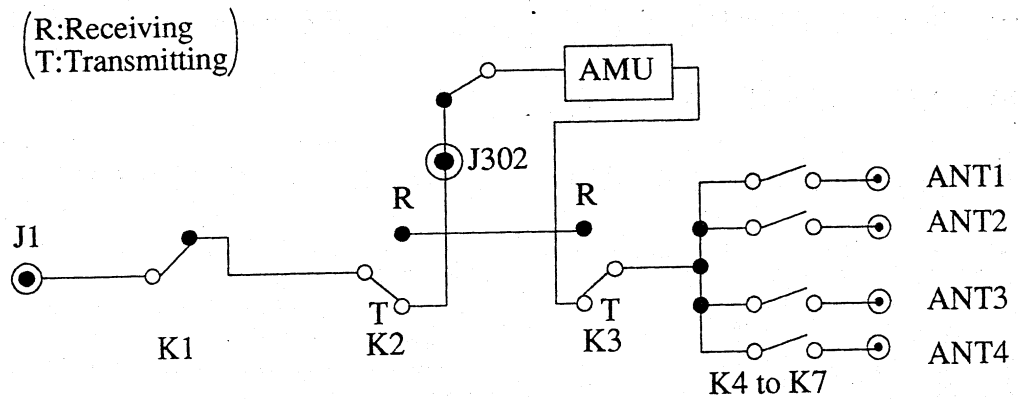 (R:Receiving
T:Transmitting)
AMU
J302
R
R
J1
T
K2
T
K3
K1
ANT1
ANT2
ANT3
ANT4
K4 to K7